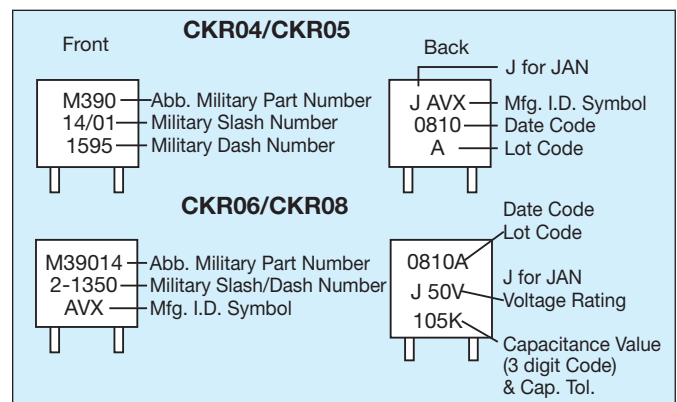 CKR04/CKR05
Front
M390
14/01
1595
Abb. Military Part Number
Military Slash Number
Military Dash Number
Back
J AVX
0810
A
J for JAN
Mfg. I.D. Symbol
Date Code
Lot Code
CKR06/CKR08
M39014
2-1350
AVX
Abb. Military Part Number
Military Slash/Dash Number
Mfg. I.D. Symbol
0810A
J 50V
105K
Date Code
Lot Code
J for JAN
Voltage Rating
Capacitance Value
(3 digit Code)
& Cap. Tol.